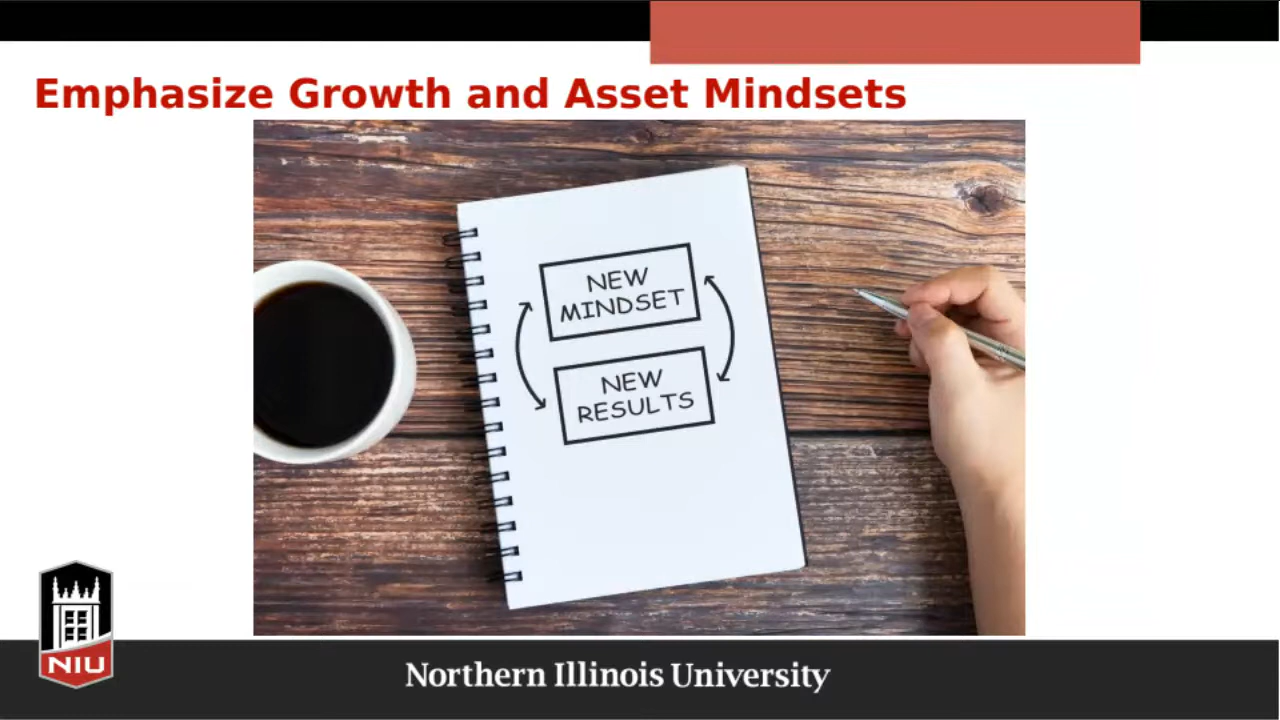 Emphasize Growth and Asset Mindsets
NEW
MINDSET
NEW
RESULTS
NIU
Northern Illinois University